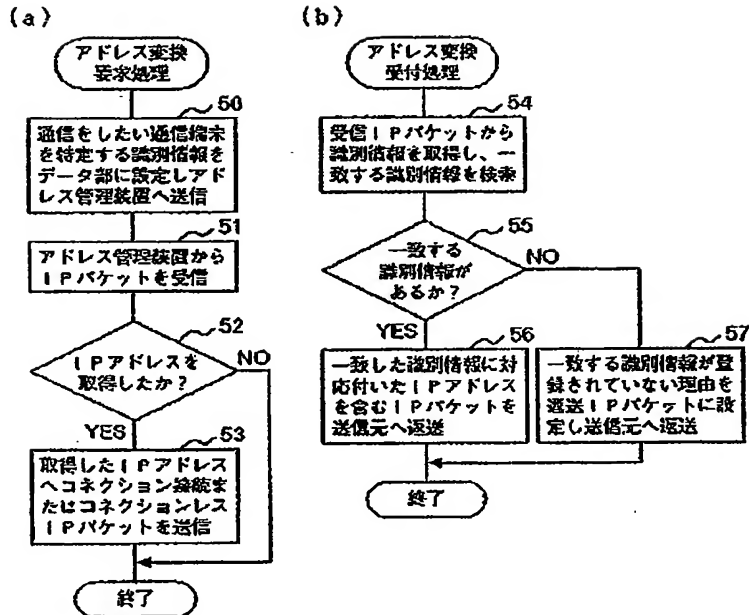 (a)
アドレス変換
要求処理
50
通信をしたい通信端末
を特定する識別情報を
データ部に設定しアド
レス管理装置へ送信
51
アドレス管理装置から
IPパケットを受信
52
IPアドレスを
取得したか?
NO
YES
53
取得したIPアドレス
へコネクション接続ま
たはコネクションレス
IPパケットを送信
終了
(b)
アドレス変換
受付処理
54
受信IPパケットから
識別情報を取得し、一
致する識別情報を検索
55
一致する
識別情報が
あるか?
NO
YES
56
一致した識別情報に対
応付いたIPアドレス
を含むIPパケットを
送信元へ返送
57
一致する識別情報が登
録されていない理由を
返送IPパケットに設
定し送信元へ返送
終了